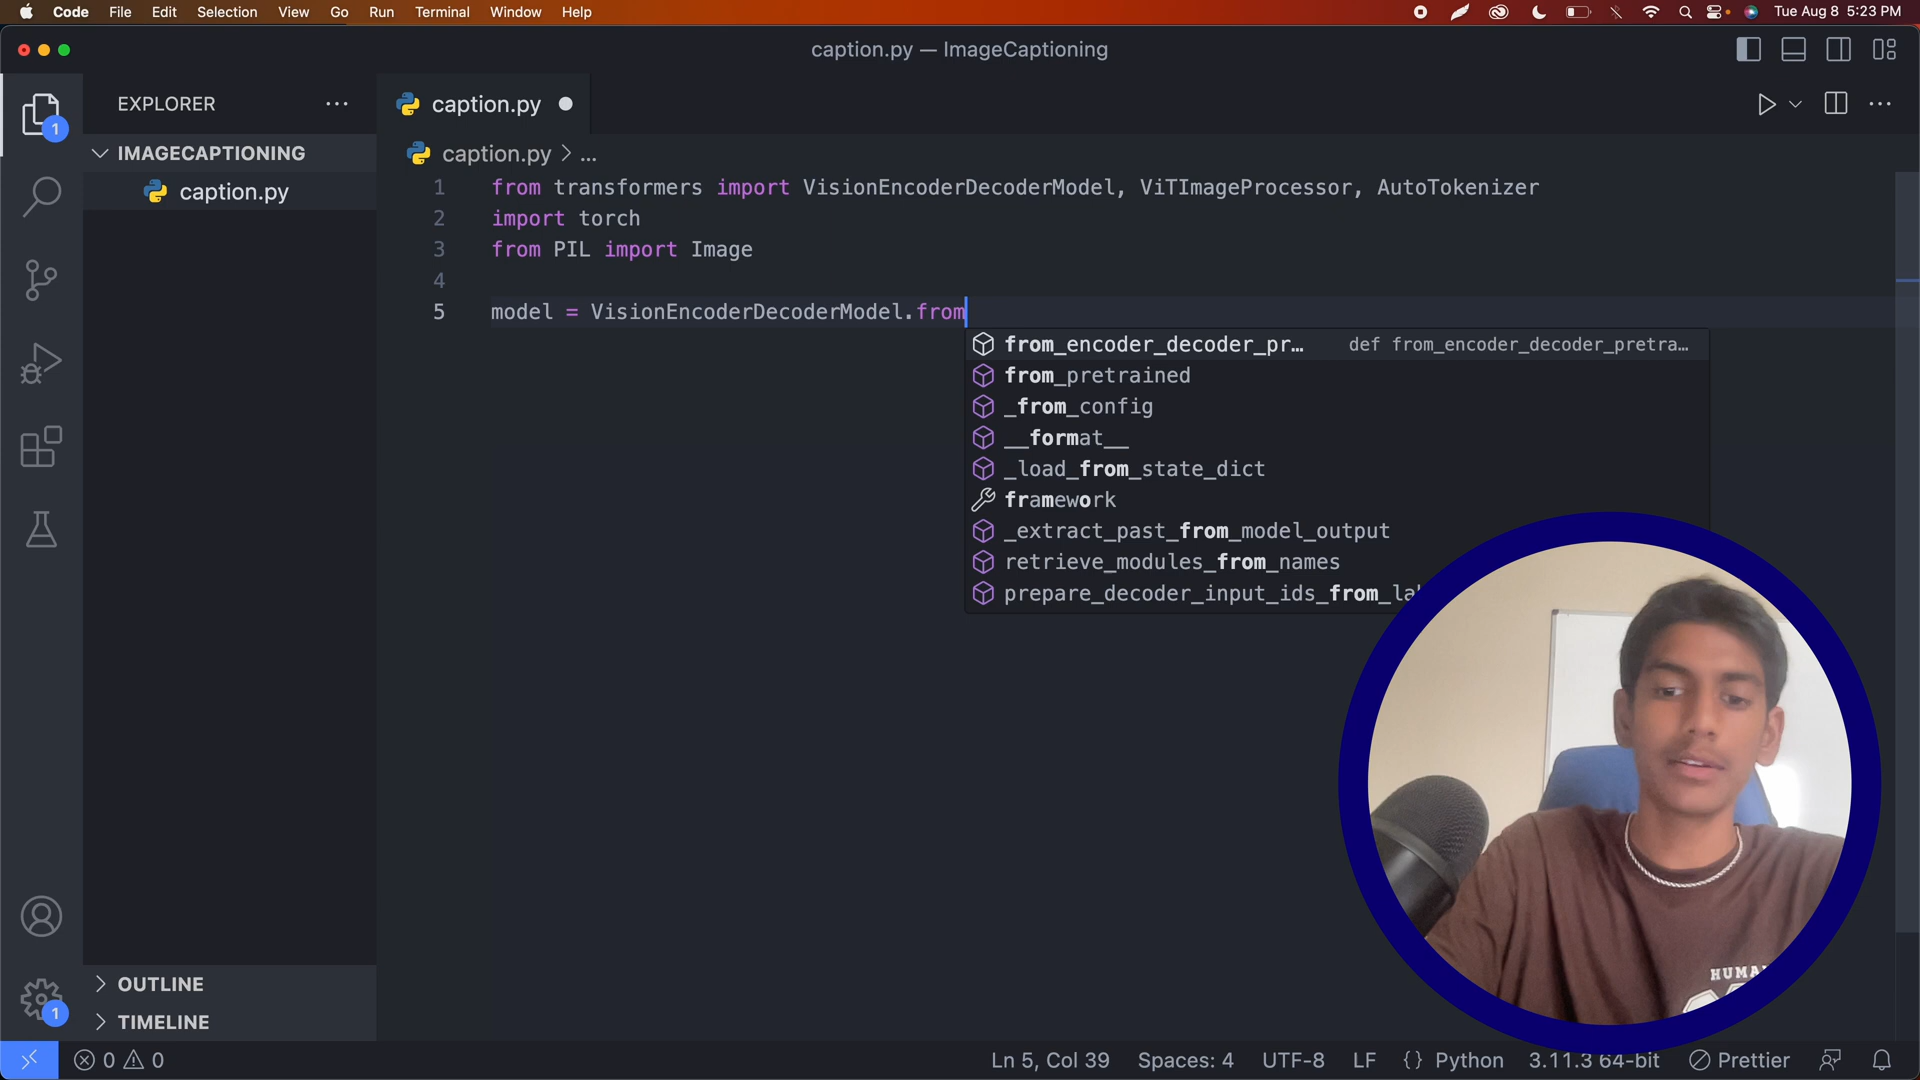 Code File Edit Selection View Go Run Terminal Window Help Tue Aug 8 5:23 PM
caption.py — ImageCaptioning
EXPLORER
caption.py
1
IMAGECAPTIONING
caption.py > ...
caption.py
1 from transformers import VisionEncoderDecoderModel, ViTImageProcessor, AutoTokenizer
2 import torch
3 from PIL import Image
4
5 model = VisionEncoderDecoderModel.from
from_encoder_decoder_pr… def from_encoder_decoder_pretra…
from_pretrained
_from_config
__format__
_load_from_state_dict
framework
_extract_past_from_model_output
retrieve_modules_from_names
prepare_decoder_input_ids_from_la
HUMA
OUTLINE
1
TIMELINE
0 0 Ln 5, Col 39 Spaces: 4 UTF-8 LF {} Python 3.11.3 64-bit Prettier